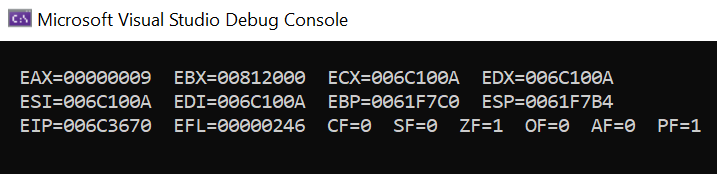 Microsoft Visual Studio Debug Console
EAX=00000009 EBX=00812000 ECX=006C100A EDX=006C100A
ESI=006C100A EDI=006C100A EBP=0061F7C0 ESP=0061F7B4
EIP=006C3670 EFL=00000246 CF=0 SF=0 ZF=1 OF=0 AF=0 PF=1